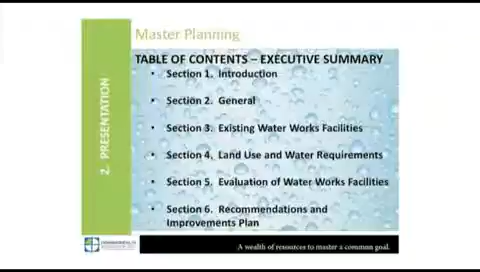 Master Planning
TABLE OF CONTENTS – EXECUTIVE SUMMARY
• Section 1. Introduction
• Section 2. General
• Section 3. Existing Water Works Facilities
• Section 4. Land Use and Water Requirements
• Section 5. Evaluation of Water Works Facilities
• Section 6. Recommendations and
Improvements Plan
2. PRESENTATION
A wealth of resources to master a common goal.